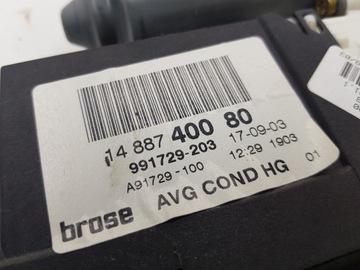 14 887 400 80
991729-203 17-09-03
A91729-100 12:29 1903
brose AVG COND HG 01